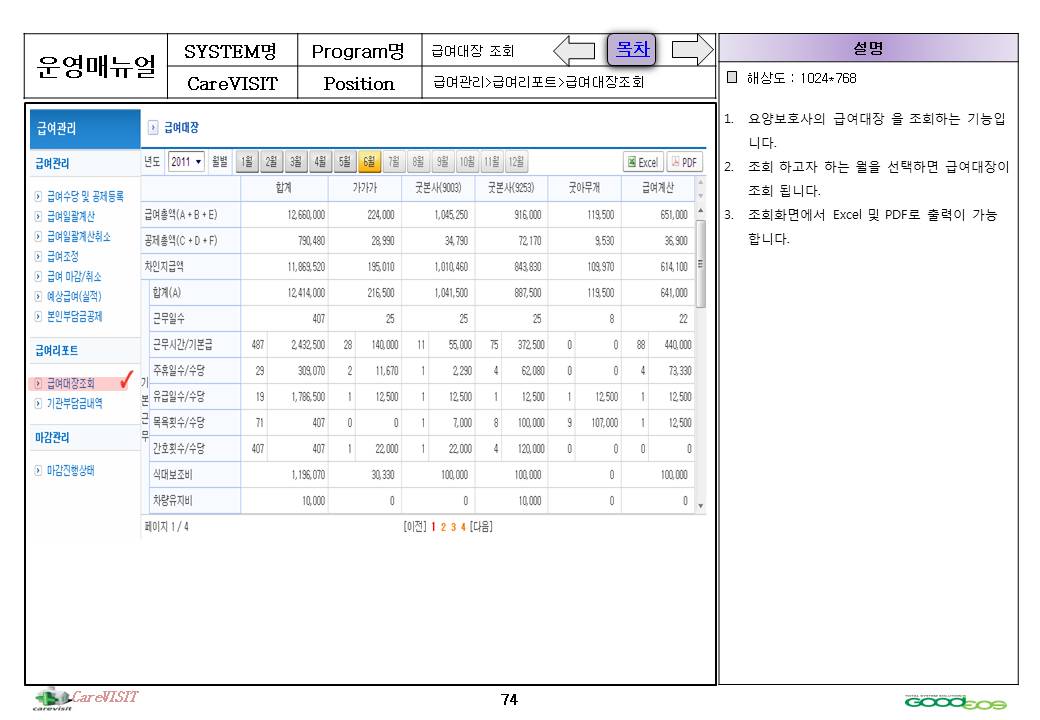 운영매뉴얼
SYSTEM명
Program명
급여대장 조회
목차
설명
CareVISIT
Position
급여관리>급여리포트>급여대장조회
해상도 : 1024*768
1. 요양보호사의 급여대장 을 조회하는 기능입
니다.
2. 조회 하고자 하는 월을 선택하면 급여대장이
조회 됩니다.
3. 조회화면에서 Excel 및 PDF로 출력이 가능
합니다.
급여관리
급여관리
급여수당 및 공제등록
급여일괄계산
급여일괄계산취소
급여조정
급여 마감/취소
예상급여(실적)
본인부담금공제
급여리포트
급여대장조회
기관부담금내역
마감관리
마감진행상태
급여대장
년도 2011 월별 1월 2월 3월 4월 5월 6월 7월 8월 9월 10월 11월 12월 Excel PDF
합계 가가가 굿본사(9003) 굿본사(9253) 굿아무개 급여계산
급여총액(A + B + E) 12,660,000 224,000 1,045,250 916,000 119,500 651,000
공제총액(C + D + F) 790,480 28,990 34,790 72,170 9,530 36,900
차인지급액 11,869,520 195,010 1,010,460 843,830 109,970 614,100
합계(A) 12,414,000 216,500 1,041,500 887,500 119,500 641,000
근무일수 407 25 25 25 8 22
근무시간/기본급 487 2,432,500 28 140,000 11 55,000 75 372,500 0 0 88 440,000
주휴일수/수당 29 309,070 2 11,670 1 2,290 4 62,080 0 0 4 73,330
유급일수/수당 19 1,786,500 1 12,500 1 12,500 1 12,500 1 12,500 1 12,500
목욕횟수/수당 71 407 0 0 1 7,000 8 100,000 9 107,000 1 12,500
간호횟수/수당 407 407 1 22,000 1 22,000 4 120,000 0 0 0 0
식대보조비 1,196,070 30,330 100,000 100,000 0 100,000
차량유지비 10,000 0 0 10,000 0 0
기
본
근
무
페이지 1 / 4
[이전] 1 2 3 4 [다음]
CareVISIT
carevisit
74
TOTAL SYSTEM SOLUTIONS
GOODEOS